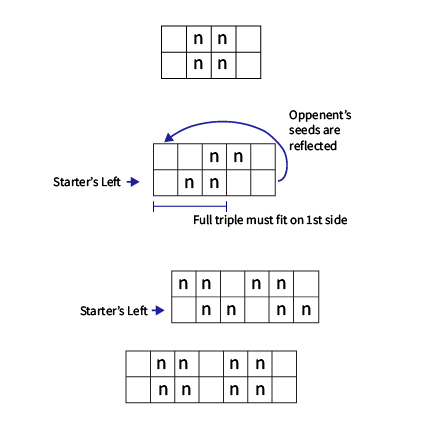 n n
n n
Oppenent's
seeds are
reflected
n n
Starter's Left
n n
Full triple must fit on 1st side
n n n n
Starter's Left
n n n n
n n n n
n n n n